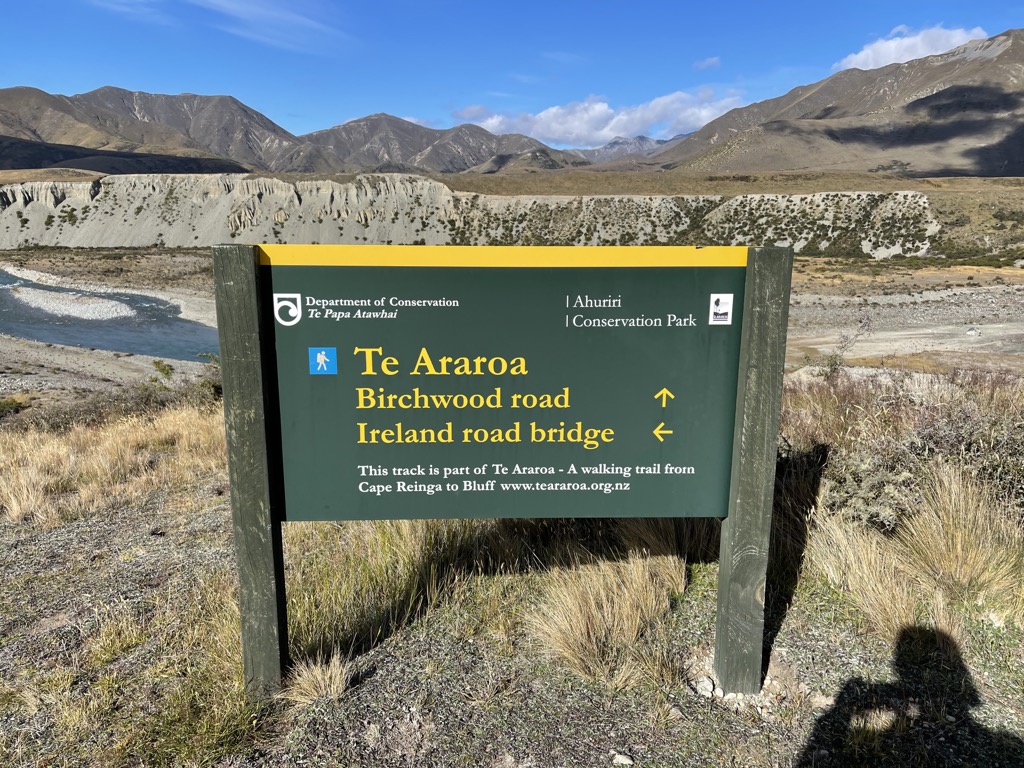 Department of Conservation
Te Papa Atawhai
Ahuriri
Conservation Park
Te Araroa
Birchwood road ↑
Ireland road bridge ←
This track is part of Te Araroa - A walking trail from
Cape Reinga to Bluff www.teararoa.org.nz